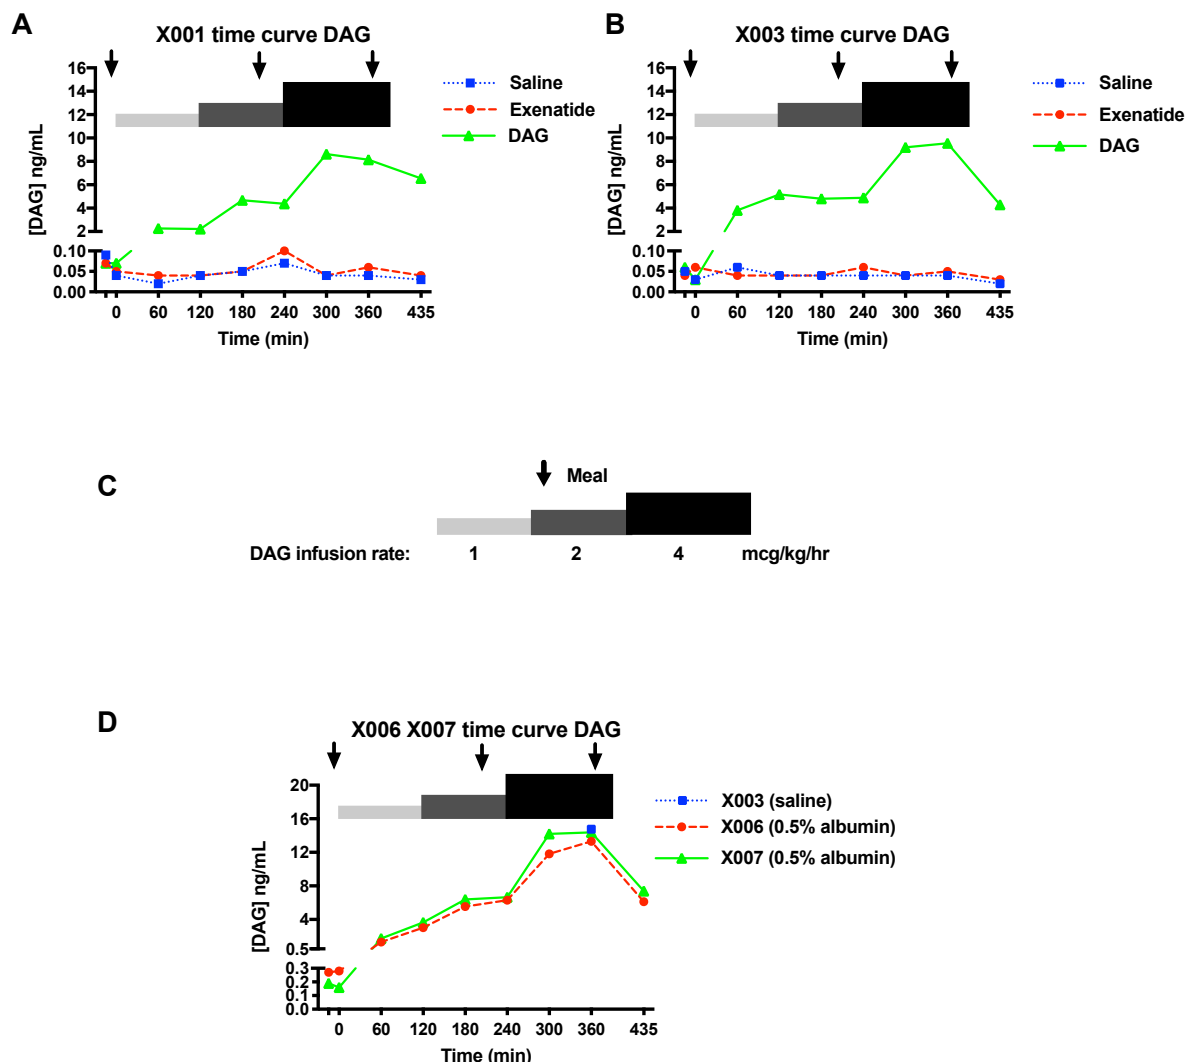 A
X001 time curve DAG
16
14
12
10
8
6
4
2
0.10
0.05
0.00
[DAG] ng/mL
0 60 120 180 240 300 360 435
Time (min)
Saline
Exenatide
DAG
B
X003 time curve DAG
16
14
12
10
8
6
4
2
0.10
0.05
0.00
[DAG] ng/mL
0 60 120 180 240 300 360 435
Time (min)
Saline
Exenatide
DAG
C
Meal
DAG infusion rate: 1 2 4 mcg/kg/hr
D
X006 X007 time curve DAG
20
16
12
8
4
0.5
0.3
0.2
0.1
0.0
[DAG] ng/mL
0 60 120 180 240 300 360 435
Time (min)
X003 (saline)
X006 (0.5% albumin)
X007 (0.5% albumin)